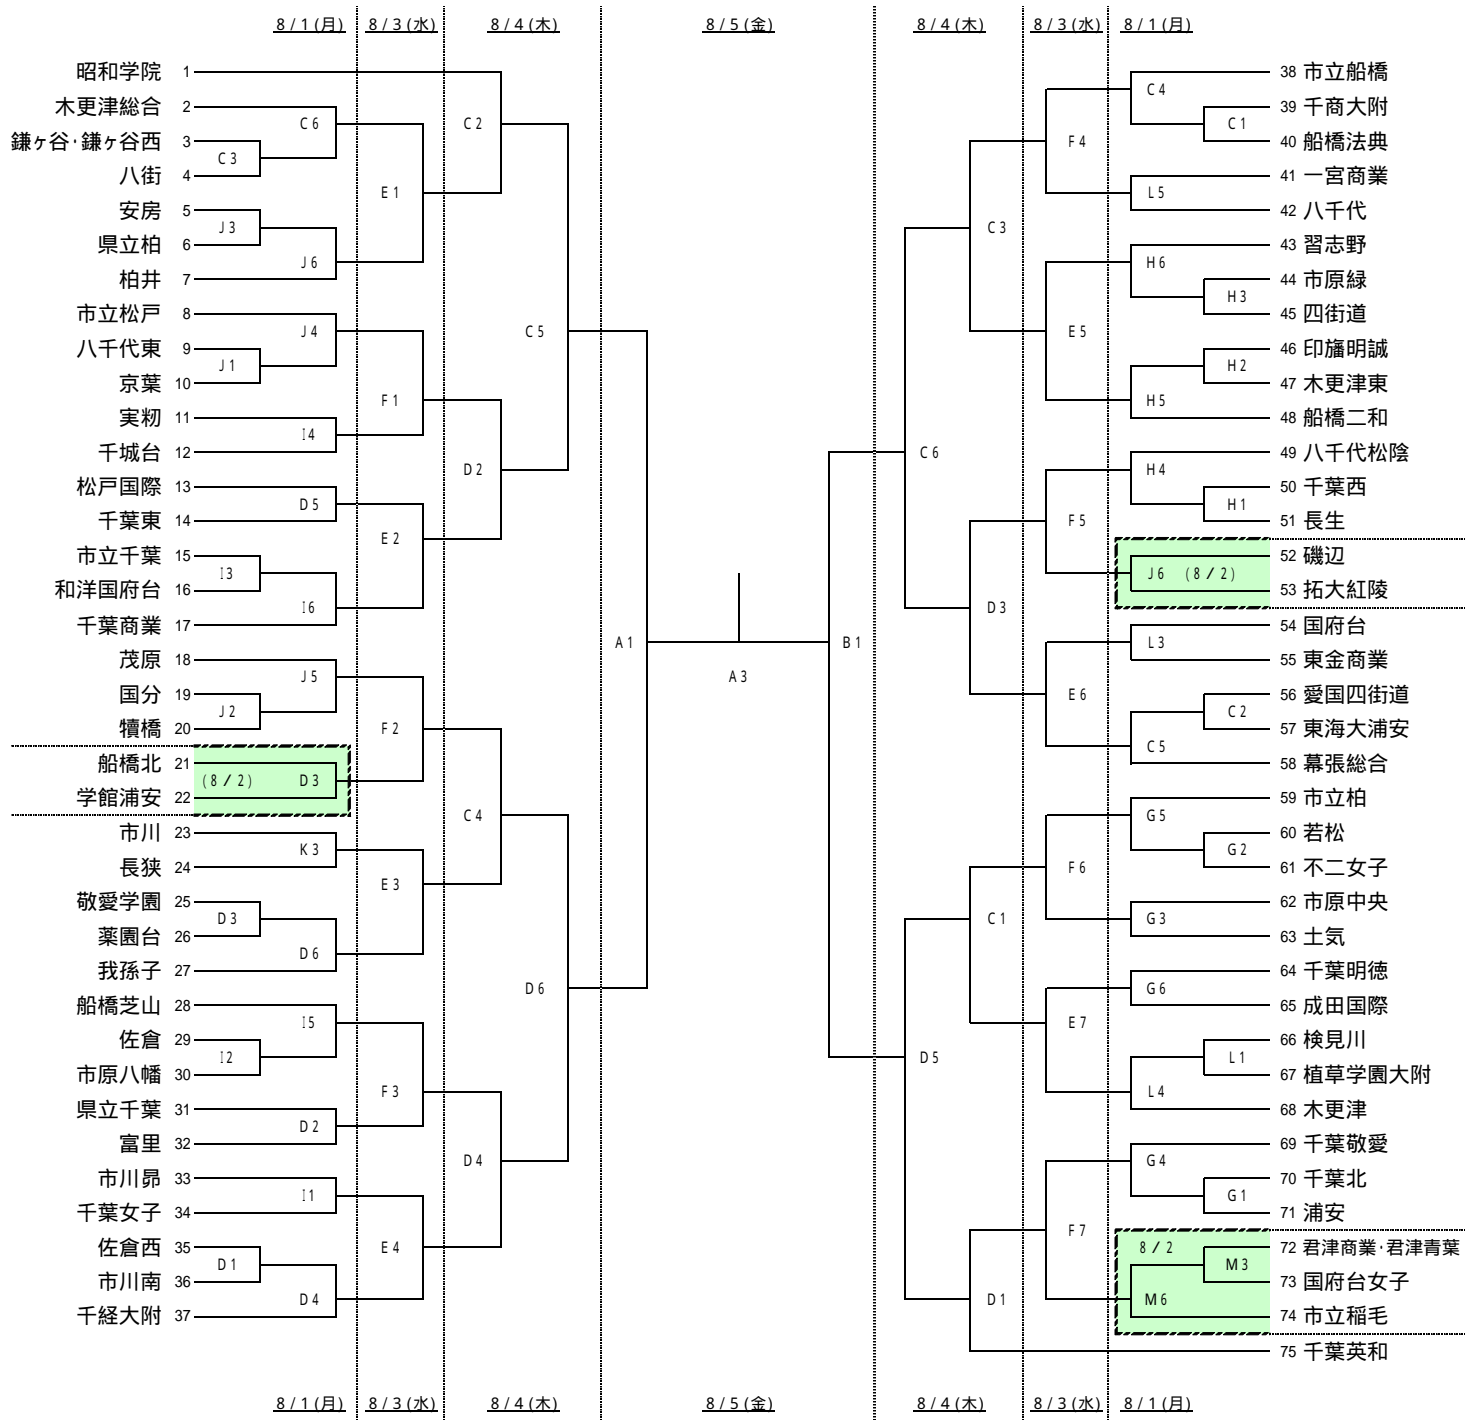 8/1(月) 8/3(水) 8/4(木) 8/5(金) 8/4(木) 8/3(水) 8/1(月)
昭和学院 1
木更津総合 2
鎌ヶ谷·鎌ヶ谷西 3
八街 4
安房 5
県立柏 6
柏井 7
市立松戸 8
八千代東 9
京葉 10
実籾 11
千城台 12
松戸国際 13
千葉東 14
市立千葉 15
和洋国府台 16
千葉商業 17
茂原 18
国分 19
犢橋 20
船橋北 21
学館浦安 22
市川 23
長狭 24
敬愛学園 25
薬園台 26
我孫子 27
船橋芝山 28
佐倉 29
市原八幡 30
県立千葉 31
富里 32
市川昴 33
千葉女子 34
佐倉西 35
市川南 36
千経大附 37
C3
J3
J1
I3
J2
D3
I2
D1
C6
J6
J4
I4
D5
I6
J5
(8/2) D3
K3
D6
I5
D2
I1
D4
E1
F1
E2
F2
E3
F3
E4
C2
D2
C4
D4
C5
D6
A1
A3
B1
C6
D5
C3
D3
C1
D1
F4
E5
F5
E6
F6
E7
F7
C4
L5
H6
H5
H4
J6 (8/2)
L3
C5
G5
G3
G6
L4
G4
8/2
M6
C1
H3
H2
H1
C2
G2
L1
G1
M3
38 市立船橋
39 千商大附
40 船橋法典
41 一宮商業
42 八千代
43 習志野
44 市原緑
45 四街道
46 印旛明誠
47 木更津東
48 船橋二和
49 八千代松陰
50 千葉西
51 長生
52 磯辺
53 拓大紅陵
54 国府台
55 東金商業
56 愛国四街道
57 東海大浦安
58 幕張総合
59 市立柏
60 若松
61 不二女子
62 市原中央
63 土気
64 千葉明徳
65 成田国際
66 検見川
67 植草学園大附
68 木更津
69 千葉敬愛
70 千葉北
71 浦安
72 君津商業·君津青葉
73 国府台女子
74 市立稲毛
75 千葉英和
8/1(月) 8/3(水) 8/4(木) 8/5(金) 8/4(木) 8/3(水) 8/1(月)